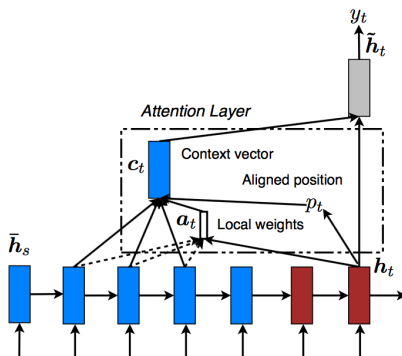 y_t
h̃_t
Attention Layer
c_t
Context vector
Aligned position
a_t
p_t
Local weights
h̄_s
h_t